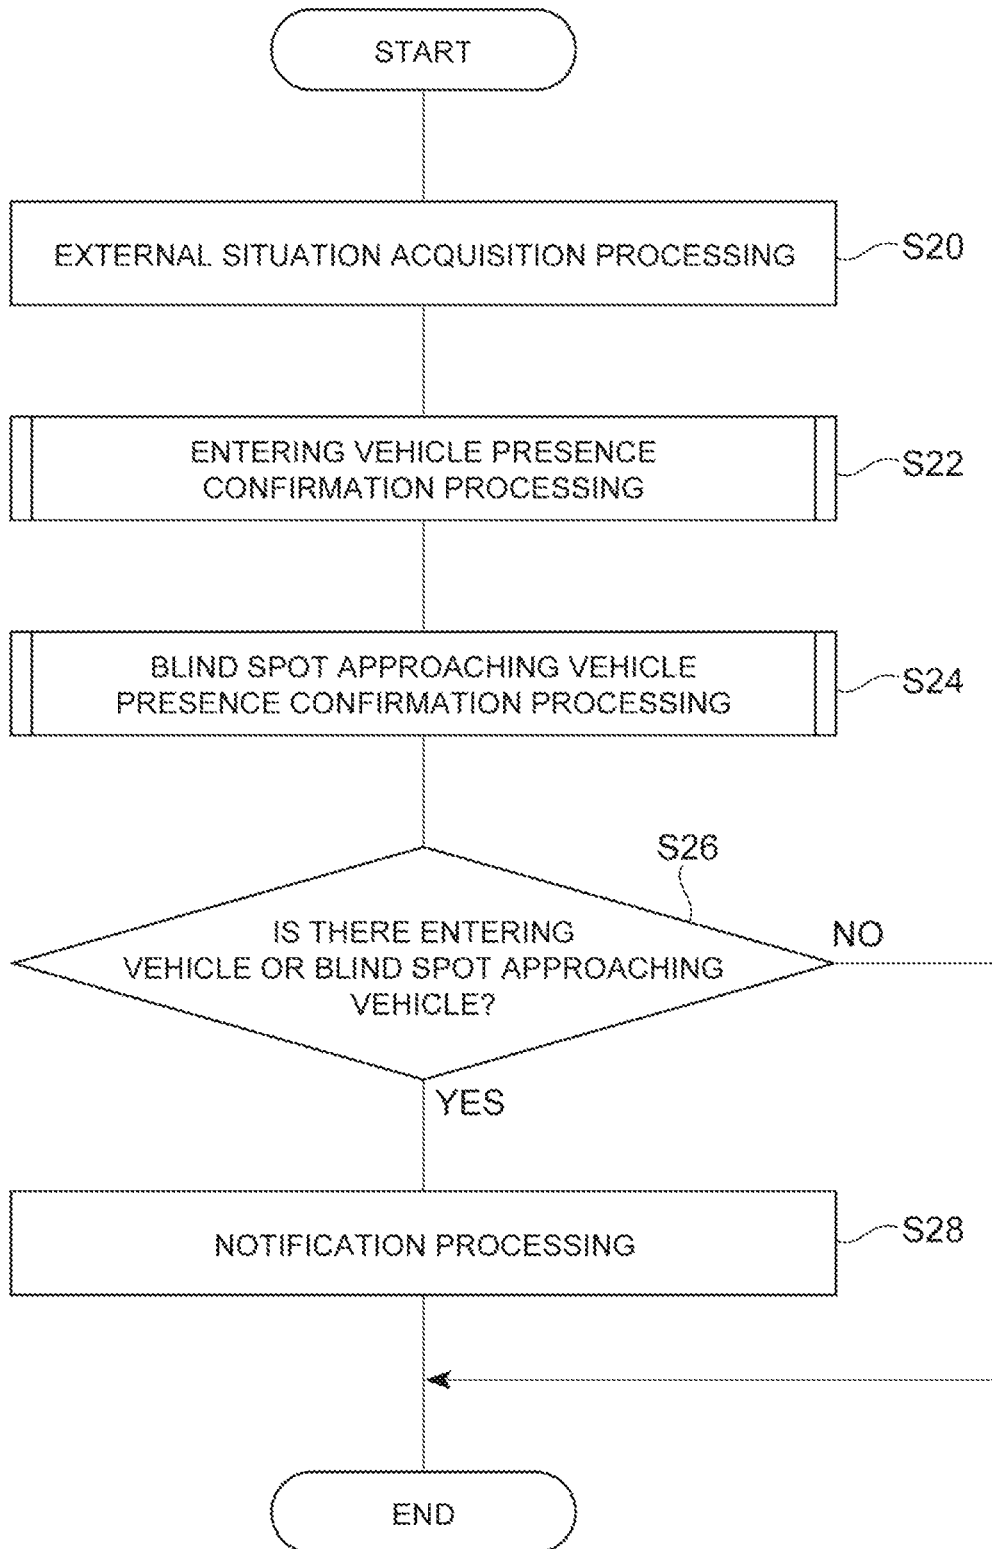 START
EXTERNAL SITUATION ACQUISITION PROCESSING
S20
ENTERING VEHICLE PRESENCE
CONFIRMATION PROCESSING
S22
BLIND SPOT APPROACHING VEHICLE
PRESENCE CONFIRMATION PROCESSING
S24
S26
IS THERE ENTERING
VEHICLE OR BLIND SPOT APPROACHING
VEHICLE?
NO
YES
NOTIFICATION PROCESSING
S28
END